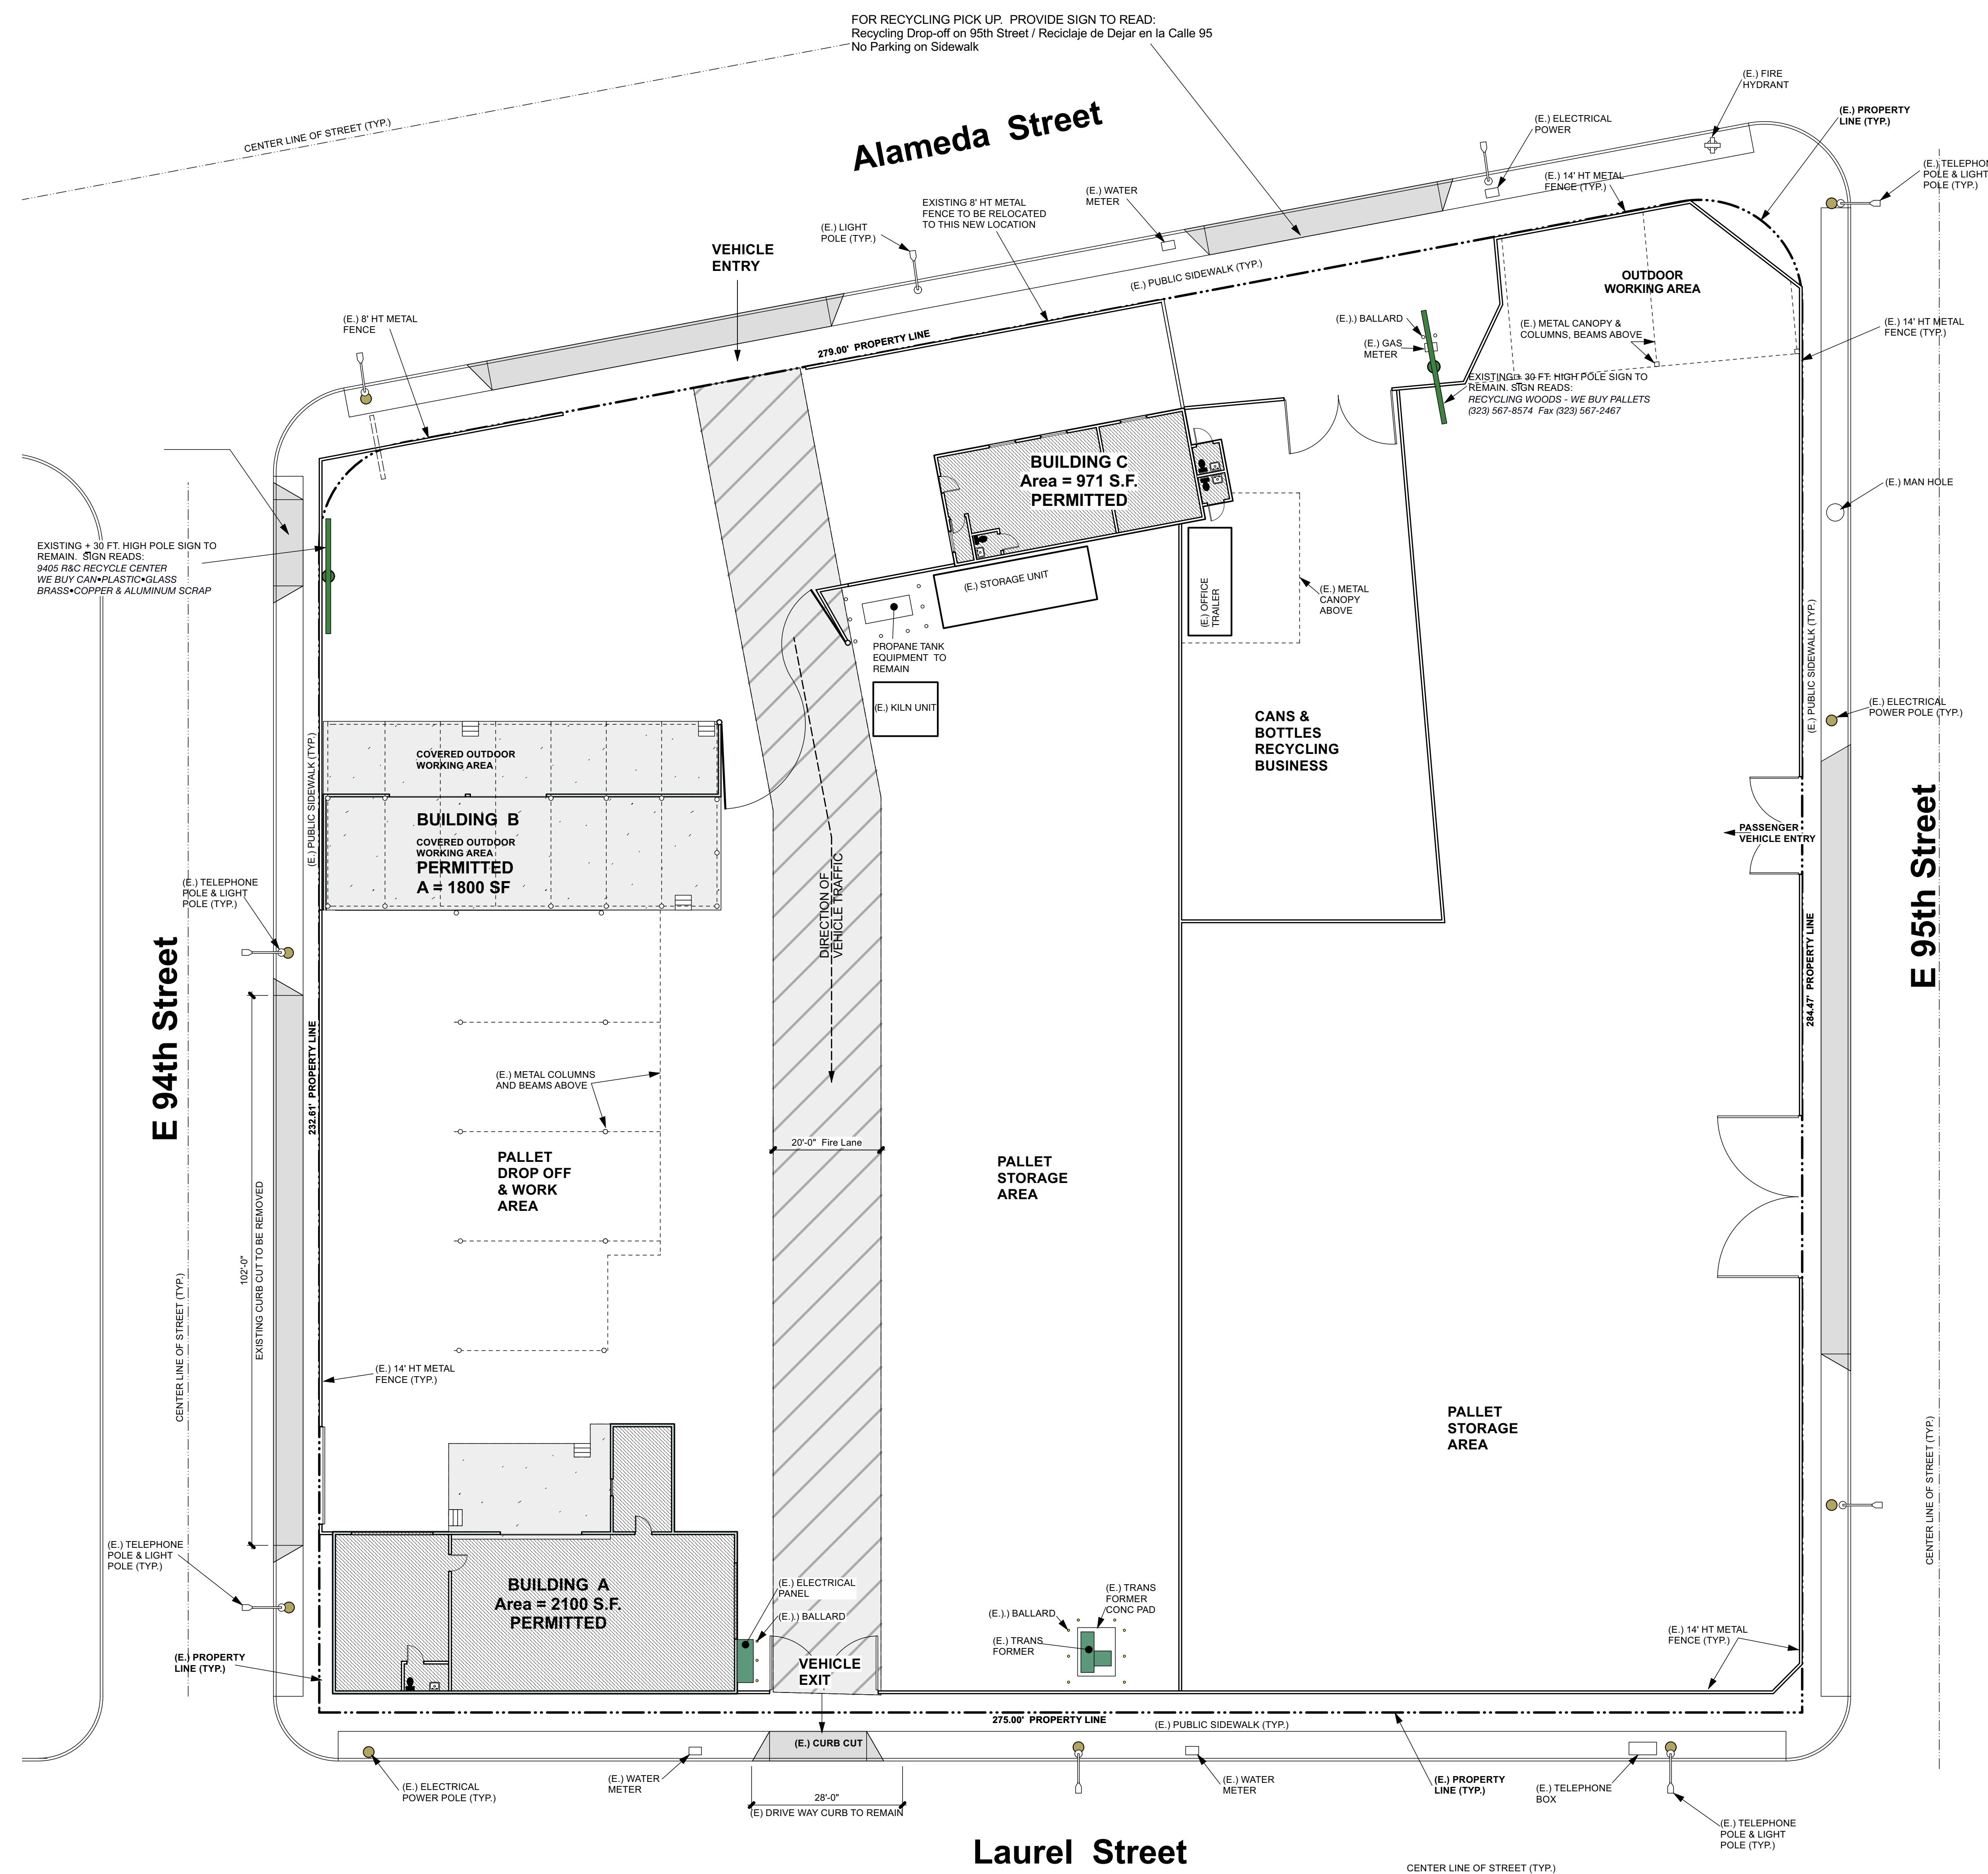 FOR RECYCLING PICK UP.  PROVIDE SIGN TO READ:
Recycling Drop-off on 95th Street / Reciclaje de Dejar en la Calle 95
No Parking on Sidewalk
CENTER LINE OF STREET (TYP.)
Alameda Street
(E.) FIRE
HYDRANT
(E.) PROPERTY
LINE (TYP.)
(E.) ELECTRICAL
POWER
(E.) TELEPHON
POLE & LIGHT
POLE (TYP.)
(E.) 14' HT METAL
FENCE (TYP.)
(E.) WATER
METER
EXISTING 8' HT METAL
FENCE TO BE RELOCATED
TO THIS NEW LOCATION
(E.) LIGHT
POLE (TYP.)
VEHICLE
ENTRY
(E.) PUBLIC SIDEWALK (TYP.)
OUTDOOR
WORKING AREA
(E.) 8' HT METAL
FENCE
279.00'  PROPERTY LINE
(E.).) BALLARD
(E.) GAS
METER
(E.) METAL CANOPY &
COLUMNS, BEAMS ABOVE
(E.) 14' HT METAL
FENCE (TYP.)
EXISTING ± 30 FT. HIGH POLE SIGN TO
REMAIN. SIGN READS:
RECYCLING WOODS - WE BUY PALLETS
(323) 567-8574  Fax (323) 567-2467
BUILDING C
Area = 971 S.F.
PERMITTED
(E.) MAN HOLE
EXISTING ± 30 FT. HIGH POLE SIGN TO
REMAIN.  SIGN READS:
9405 R&C RECYCLE CENTER
WE BUY CAN•PLASTIC•GLASS
BRASS•COPPER & ALUMINUM SCRAP
(E.) STORAGE UNIT
(E.) OFFICE
TRAILER
(E.) METAL
CANOPY
ABOVE
PROPANE TANK
EQUIPMENT  TO
REMAIN
(E.) PUBLIC SIDEWALK (TYP.)
(E.) KILN UNIT
(E.) ELECTRICAL
POWER POLE (TYP.)
CANS &
BOTTLES
RECYCLING
BUSINESS
COVERED OUTDOOR
WORKING AREA
(E.) PUBLIC SIDEWALK (TYP.)
BUILDING  B
COVERED OUTDOOR
WORKING AREA
PERMITTED
A = 1800 SF
PASSENGER
VEHICLE ENTRY
E 95th Street
(E.) TELEPHONE
POLE & LIGHT
POLE (TYP.)
DIRECTION OF
VEHICLE TRAFFIC
284.47'  PROPERTY LINE
E 94th Street
232.61'  PROPERTY LINE
(E.) METAL COLUMNS
AND BEAMS ABOVE
20'-0"  Fire Lane
PALLET
DROP OFF
& WORK
AREA
PALLET
STORAGE
AREA
102'-0"
EXISTING CURB CUT TO BE REMOVED
CENTER LINE OF STREET (TYP.)
(E.) 14' HT METAL
FENCE (TYP.)
PALLET
STORAGE
AREA
CENTER LINE OF STREET (TYP.)
(E.) TELEPHONE
POLE & LIGHT
POLE (TYP.)
BUILDING  A
Area = 2100 S.F.
PERMITTED
(E.) ELECTRICAL
PANEL
(E.).) BALLARD
(E.).) BALLARD
(E.) TRANS
FORMER
CONC PAD
(E.) TRANS
FORMER
(E.) 14' HT METAL
FENCE (TYP.)
(E.) PROPERTY
LINE (TYP.)
VEHICLE
EXIT
275.00'  PROPERTY LINE
(E.) PUBLIC SIDEWALK (TYP.)
(E.) CURB CUT
(E.) ELECTRICAL
POWER POLE (TYP.)
(E.) WATER
METER
28'-0"
(E) DRIVE WAY CURB TO REMAIN
(E.) WATER
METER
(E.) PROPERTY
LINE (TYP.)
(E.) TELEPHONE
BOX
(E.) TELEPHONE
POLE & LIGHT
POLE (TYP.)
Laurel  Street
CENTER LINE OF STREET (TYP.)